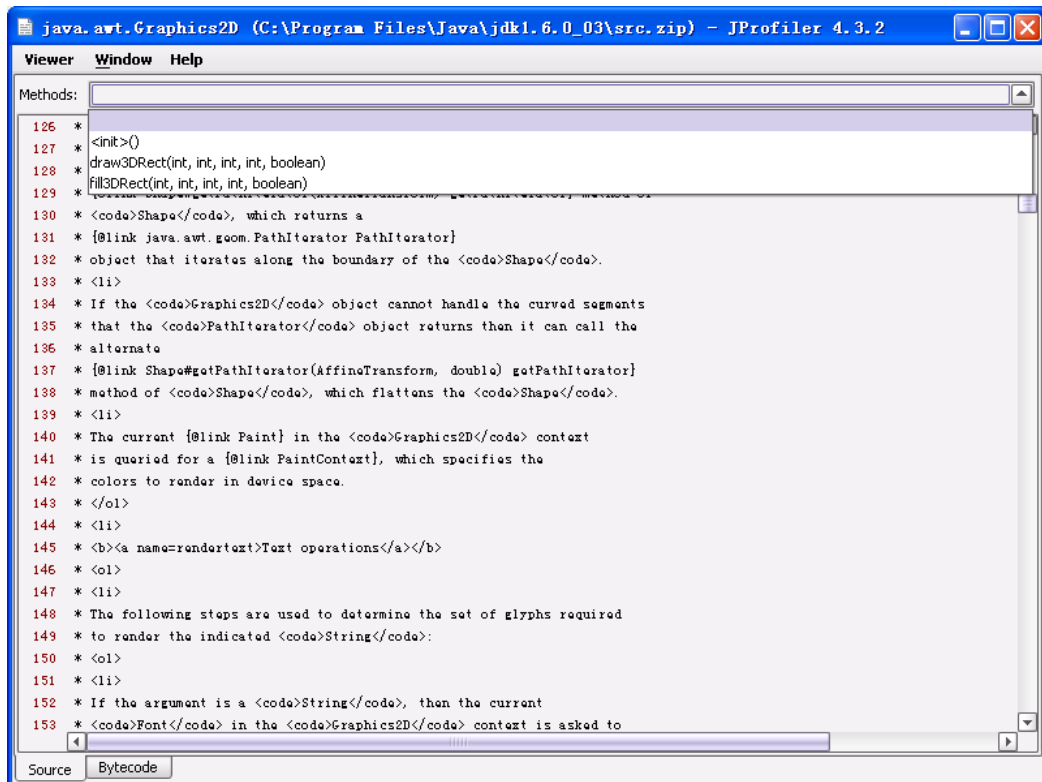 java.awt.Graphics2D (C:\Program Files\Java\jdk1.6.0_03\src.zip) - JProfiler 4.3.2
Viewer Window Help
Methods:
<init>()
draw3DRect(int, int, int, int, boolean)
fill3DRect(int, int, int, int, boolean)
126 *
127 *
128 *
129 *
130 * <code>Shape</code>, which returns a
131 * {@link java.awt.geom.PathIterator PathIterator}
132 * object that iterates along the boundary of the <code>Shape</code>.
133 * <li>
134 * If the <code>Graphics2D</code> object cannot handle the curved segments
135 * that the <code>PathIterator</code> object returns then it can call the
136 * alternate
137 * {@link Shape#getPathIterator(AffineTransform, double) getPathIterator}
138 * method of <code>Shape</code>, which flattens the <code>Shape</code>.
139 * <li>
140 * The current {@link Paint} in the <code>Graphics2D</code> context
141 * is queried for a {@link PaintContext}, which specifies the
142 * colors to render in device space.
143 * </ol>
144 * <li>
145 * <b><a name=rendertext>Text operations</a></b>
146 * <ol>
147 * <li>
148 * The following steps are used to determine the set of glyphs required
149 * to render the indicated <code>String</code>:
150 * <ol>
151 * <li>
152 * If the argument is a <code>String</code>, then the current
153 * <code>Font</code> in the <code>Graphics2D</code> context is asked to
Source Bytecode